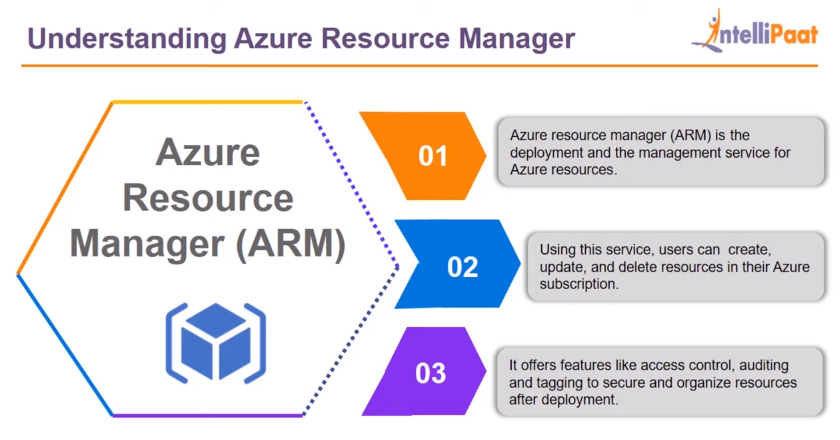 Understanding Azure Resource Manager
IntelliPaat
Azure
Resource
Manager (ARM)
01
Azure resource manager (ARM) is the
deployment and the management service for
Azure resources.
02
Using this service, users can create,
update, and delete resources in their Azure
subscription.
03
It offers features like access control, auditing
and tagging to secure and organize resources
after deployment.